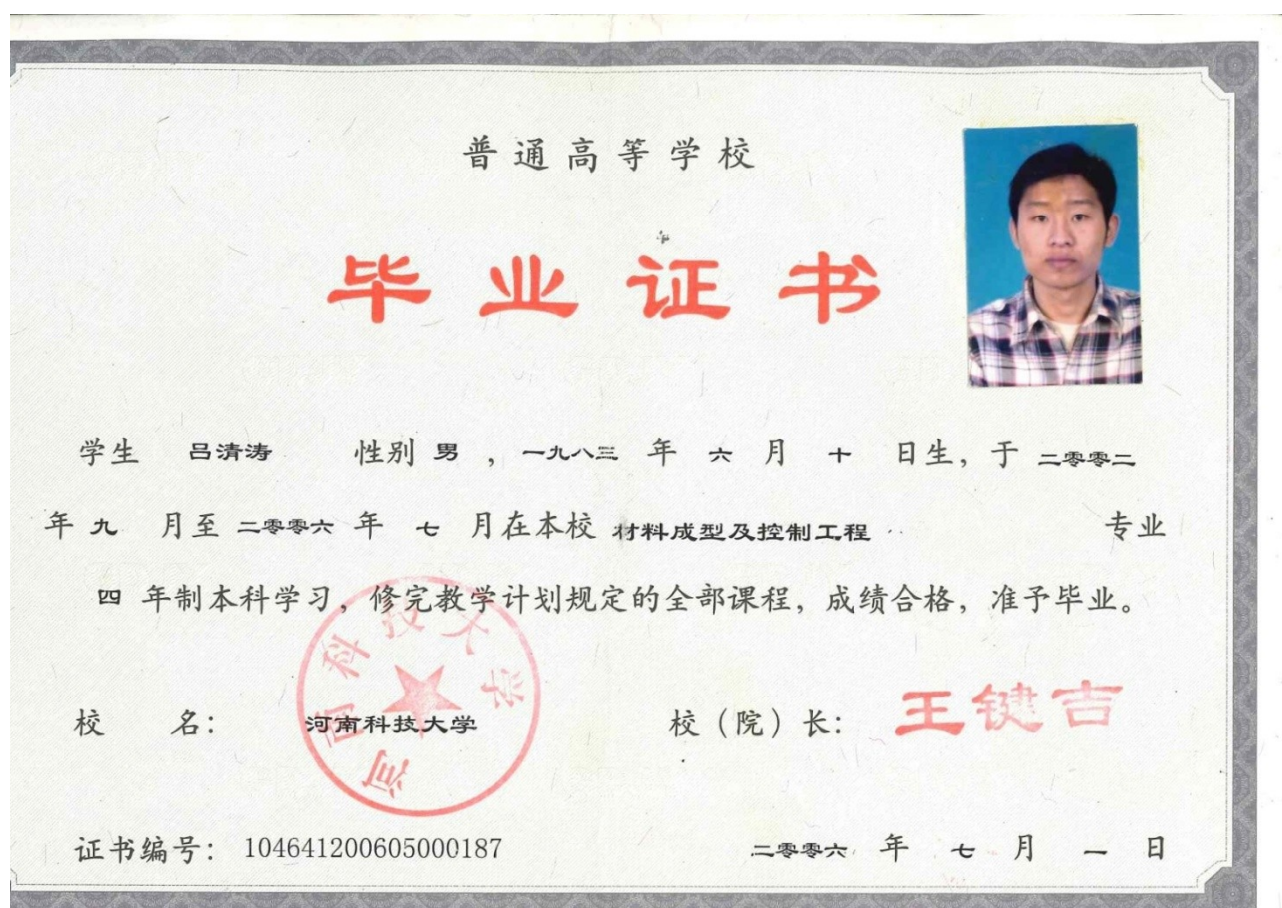 普通高等学校
毕业证书
学生 吕清涛 性别 男 ，一九八三 年 六 月 十 日生，于 二零零二
年 九 月至 二零零六 年 七 月在本校 材料成型及控制工程 专业
四 年制本科学习，修完教学计划规定的全部课程，成绩合格，准予毕业。
河南科技大学
校 名： 河南科技大学 校（院）长： 王键吉
证书编号：104641200605000187 二零零六 年 七 月 一 日